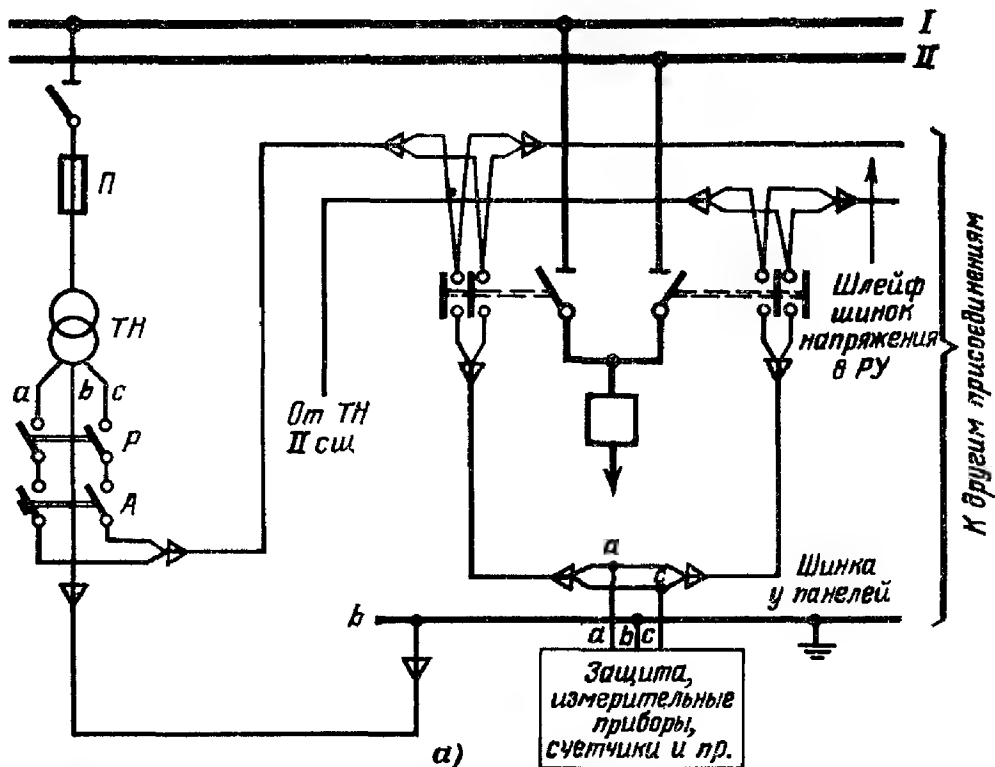 I
II
П
ТН
a
b
c
Р
А
От ТН
II сш
Шлейф
шинок
напряжения
в РУ
К другим присоединениям
a
c
Шинка
у панелей
b
a
b
c
Защита,
измерительные
приборы,
счетчики и пр.
а)